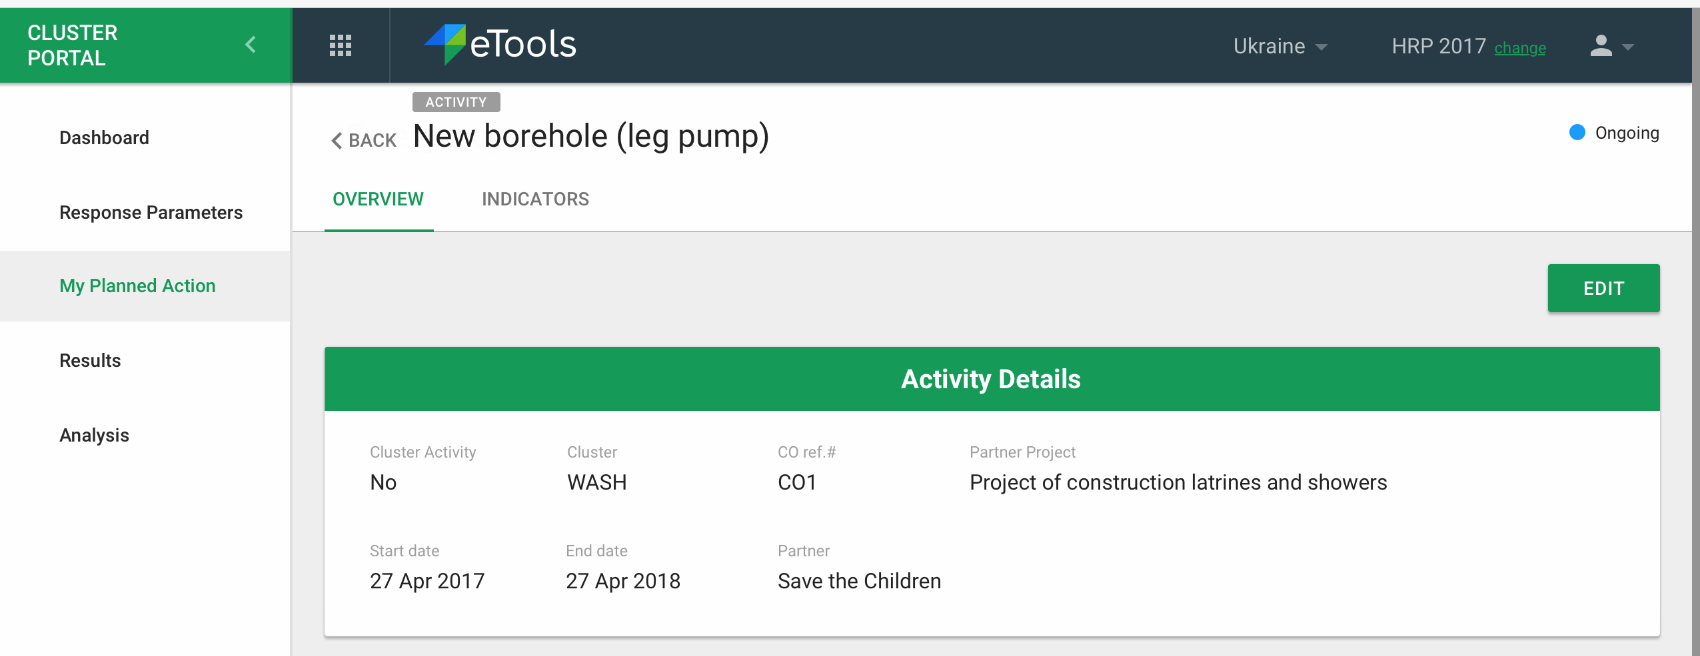 CLUSTER
PORTAL
eTools
Ukraine
HRP 2017 change
Dashboard
Response Parameters
My Planned Action
Results
Analysis
ACTIVITY
BACK New borehole (leg pump)
Ongoing
OVERVIEW INDICATORS
EDIT
Activity Details
Cluster Activity Cluster CO ref.# Partner Project
No WASH CO1 Project of construction latrines and showers
Start date End date Partner
27 Apr 2017 27 Apr 2018 Save the Children